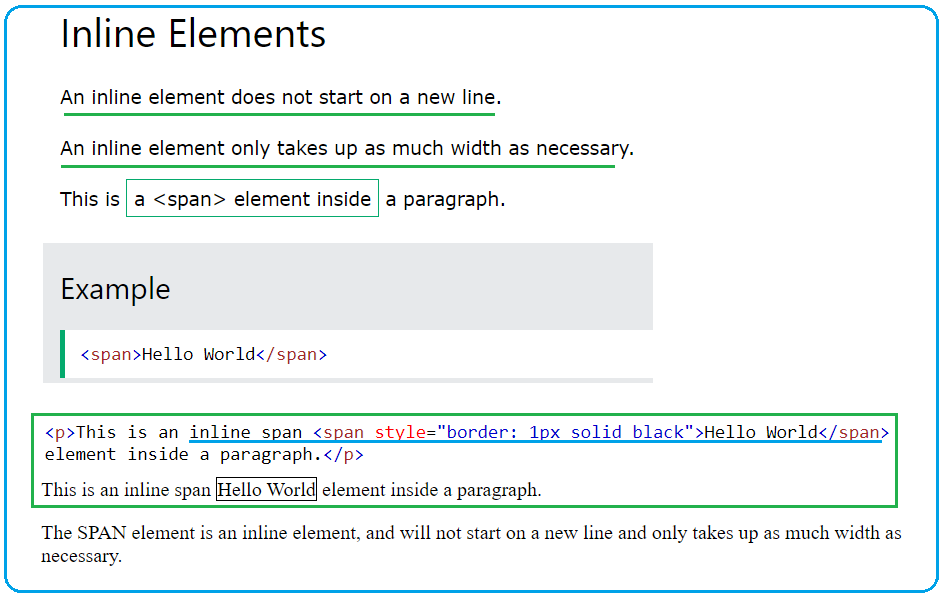 Inline Elements
An inline element does not start on a new line.
An inline element only takes up as much width as necessary.
This is a <span> element inside a paragraph.
Example
<span>Hello World</span>
<p>This is an inline span <span style="border: 1px solid black">Hello World</span>
element inside a paragraph.</p>
This is an inline span Hello World element inside a paragraph.
The SPAN element is an inline element, and will not start on a new line and only takes up as much width as
necessary.